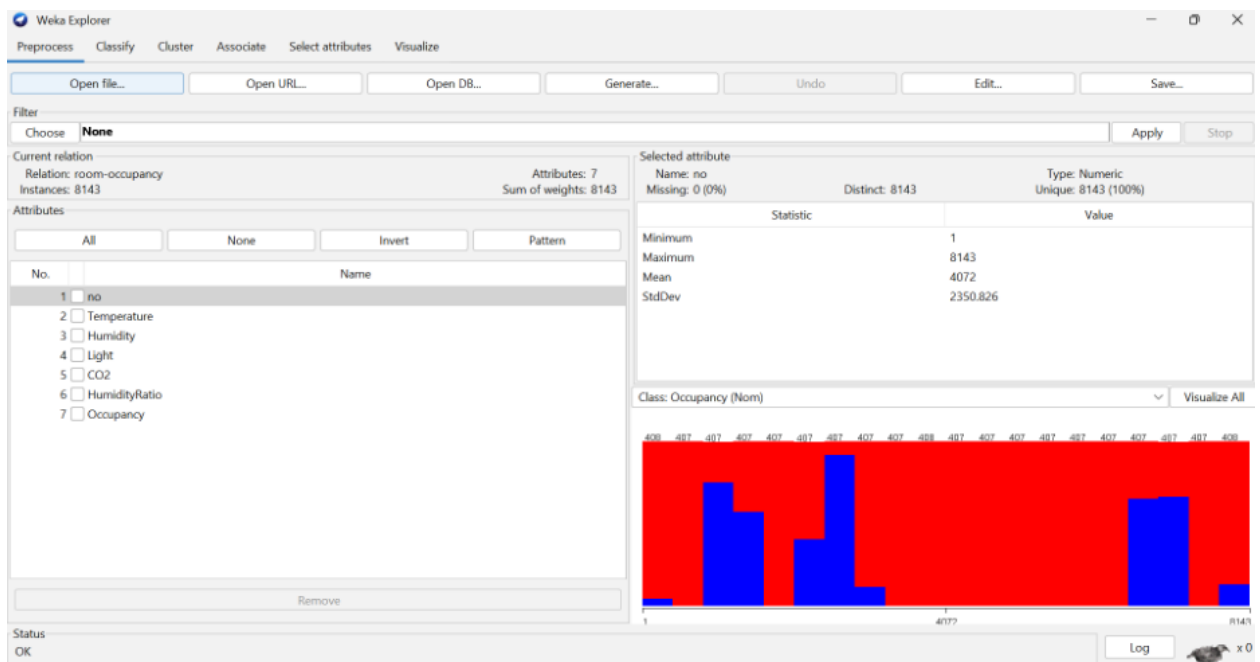 Weka Explorer
Preprocess Classify Cluster Associate Select attributes Visualize
Open file... Open URL... Open DB... Generate... Undo Edit... Save...
Filter
Choose None Apply Stop
Current relation
Relation: room-occupancy Attributes: 7
Instances: 8143 Sum of weights: 8143
Selected attribute
Name: no Type: Numeric
Missing: 0 (0%) Distinct: 8143 Unique: 8143 (100%)
Attributes
All None Invert Pattern
No. Name
1 no
2 Temperature
3 Humidity
4 Light
5 CO2
6 HumidityRatio
7 Occupancy
Remove
Statistic Value
Minimum 1
Maximum 8143
Mean 4072
StdDev 2350.826
Class: Occupancy (Nom) Visualize All
408 407 407 407 407 407 407 407 407 408 407 407 407 407 407 407 407 407 407 408
1 4072 8143
Status
OK Log x 0